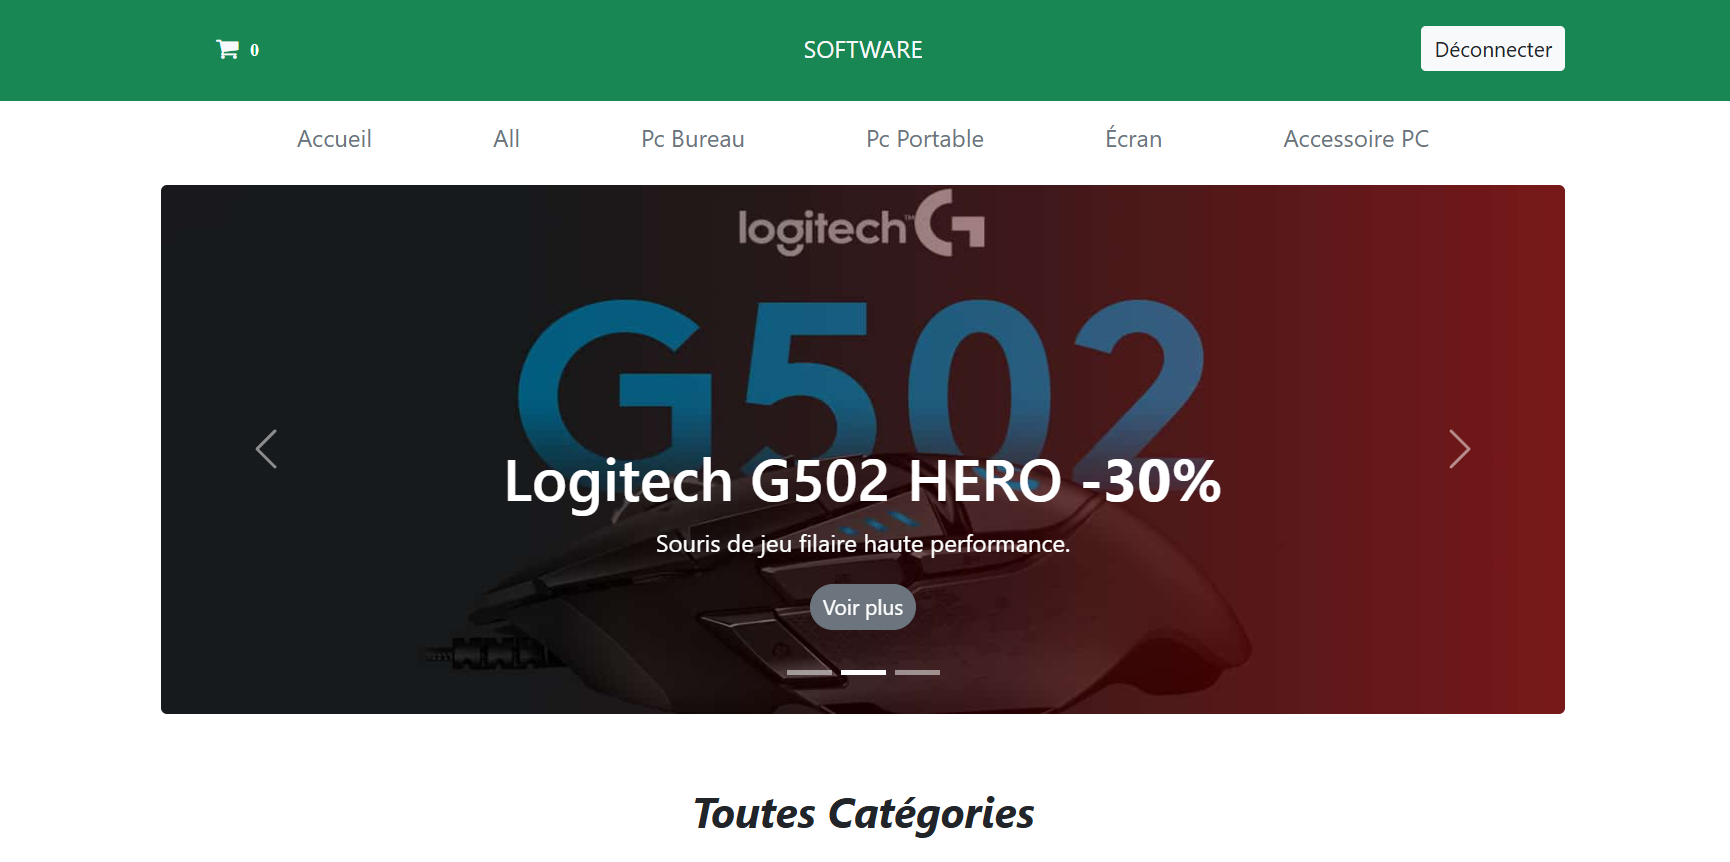 0
SOFTWARE
Déconnecter
Accueil
All
Pc Bureau
Pc Portable
Écran
Accessoire PC
logitech™ G
G502
Logitech G502 HERO -30%
Souris de jeu filaire haute performance.
Voir plus
Toutes Catégories